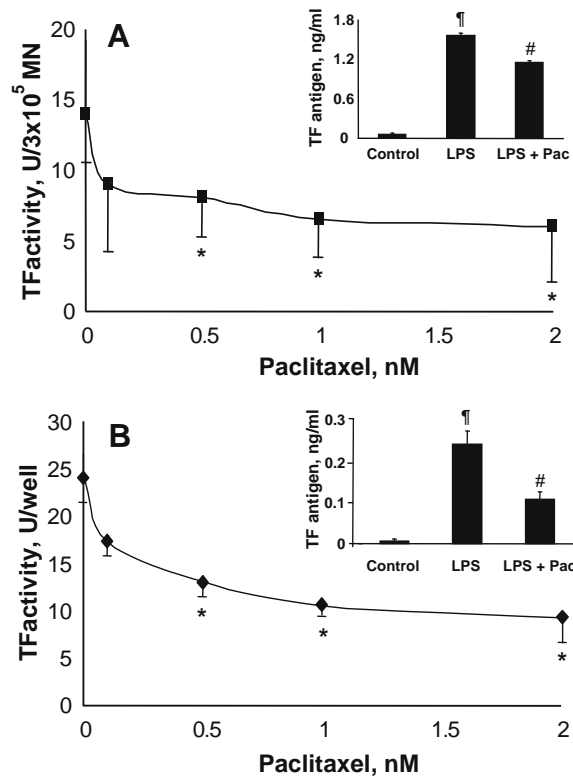 A
TFactivity, U/3x10⁵ MN
20
15
10
5
0
0 0.5 1 1.5 2
Paclitaxel, nM
* * *
TF antigen, ng/ml
1.8
1.2
0.6
0
¶ #
Control LPS LPS + Pac
B
TFactivity, U/well
30
25
20
15
10
5
0
0 0.5 1 1.5 2
Paclitaxel, nM
* * *
TF antigen, ng/ml
0.3
0.2
0.1
0
¶ #
Control LPS LPS + Pac